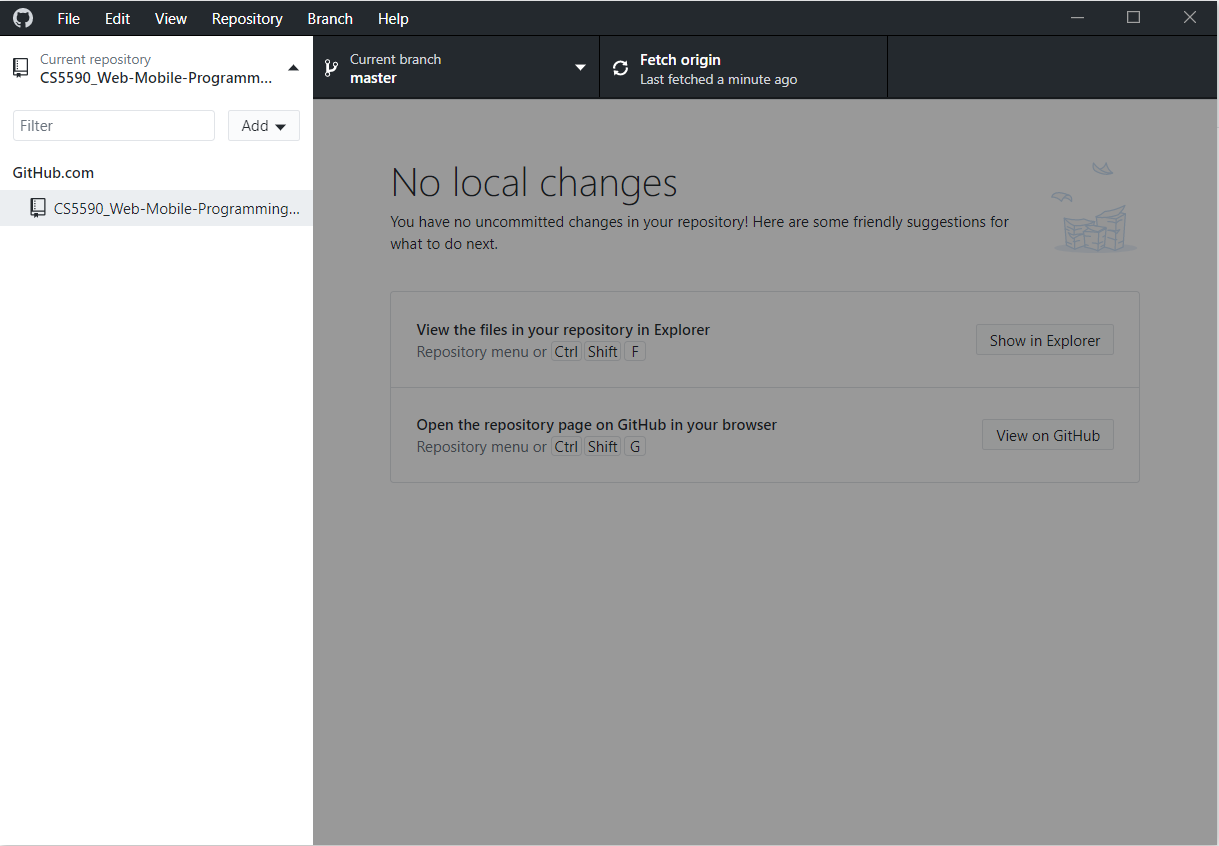 File Edit View Repository Branch Help
Current repository
CS5590_Web-Mobile-Programm...
Current branch
master
Fetch origin
Last fetched a minute ago
Filter
Add
GitHub.com
CS5590_Web-Mobile-Programming...
No local changes
You have no uncommitted changes in your repository! Here are some friendly suggestions for
what to do next.
View the files in your repository in Explorer
Repository menu or Ctrl Shift F
Show in Explorer
Open the repository page on GitHub in your browser
Repository menu or Ctrl Shift G
View on GitHub